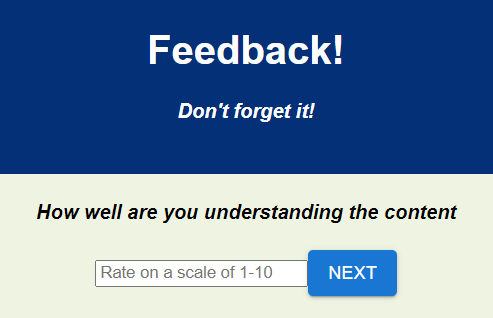 Feedback!
Don't forget it!
How well are you understanding the content
Rate on a scale of 1-10
NEXT